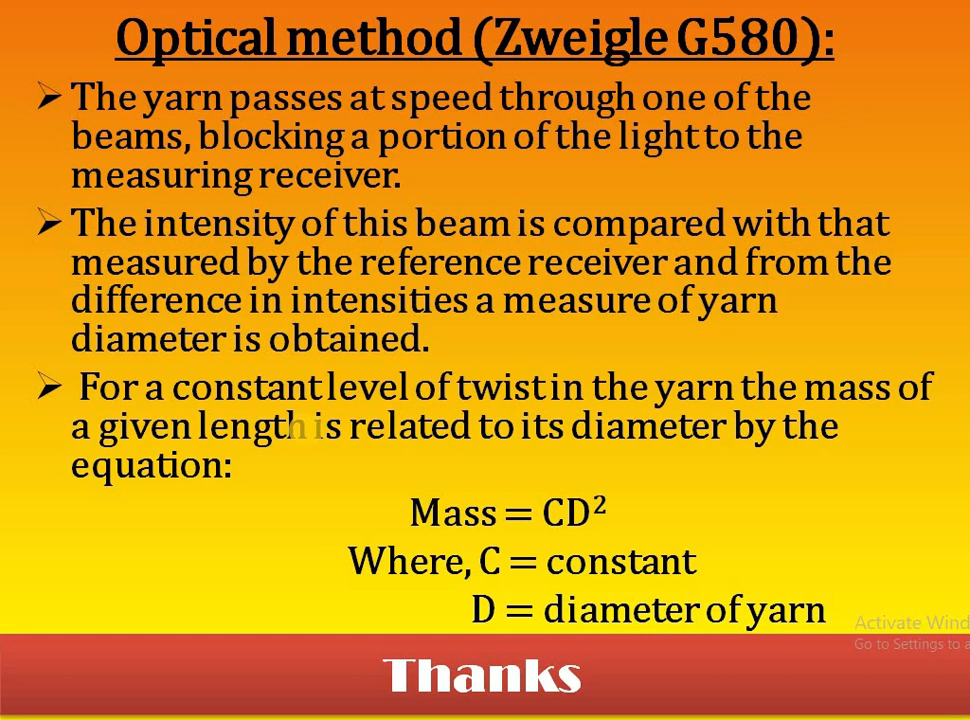 Optical method (Zweigle G580):
➢ The yarn passes at speed through one of the
beams, blocking a portion of the light to the
measuring receiver.
➢ The intensity of this beam is compared with that
measured by the reference receiver and from the
difference in intensities a measure of yarn
diameter is obtained.
➢ For a constant level of twist in the yarn the mass of
a given length is related to its diameter by the
equation:
Mass = CD²
Where, C = constant
D = diameter of yarn
Activate Wind
Go to Settings to a
Thanks